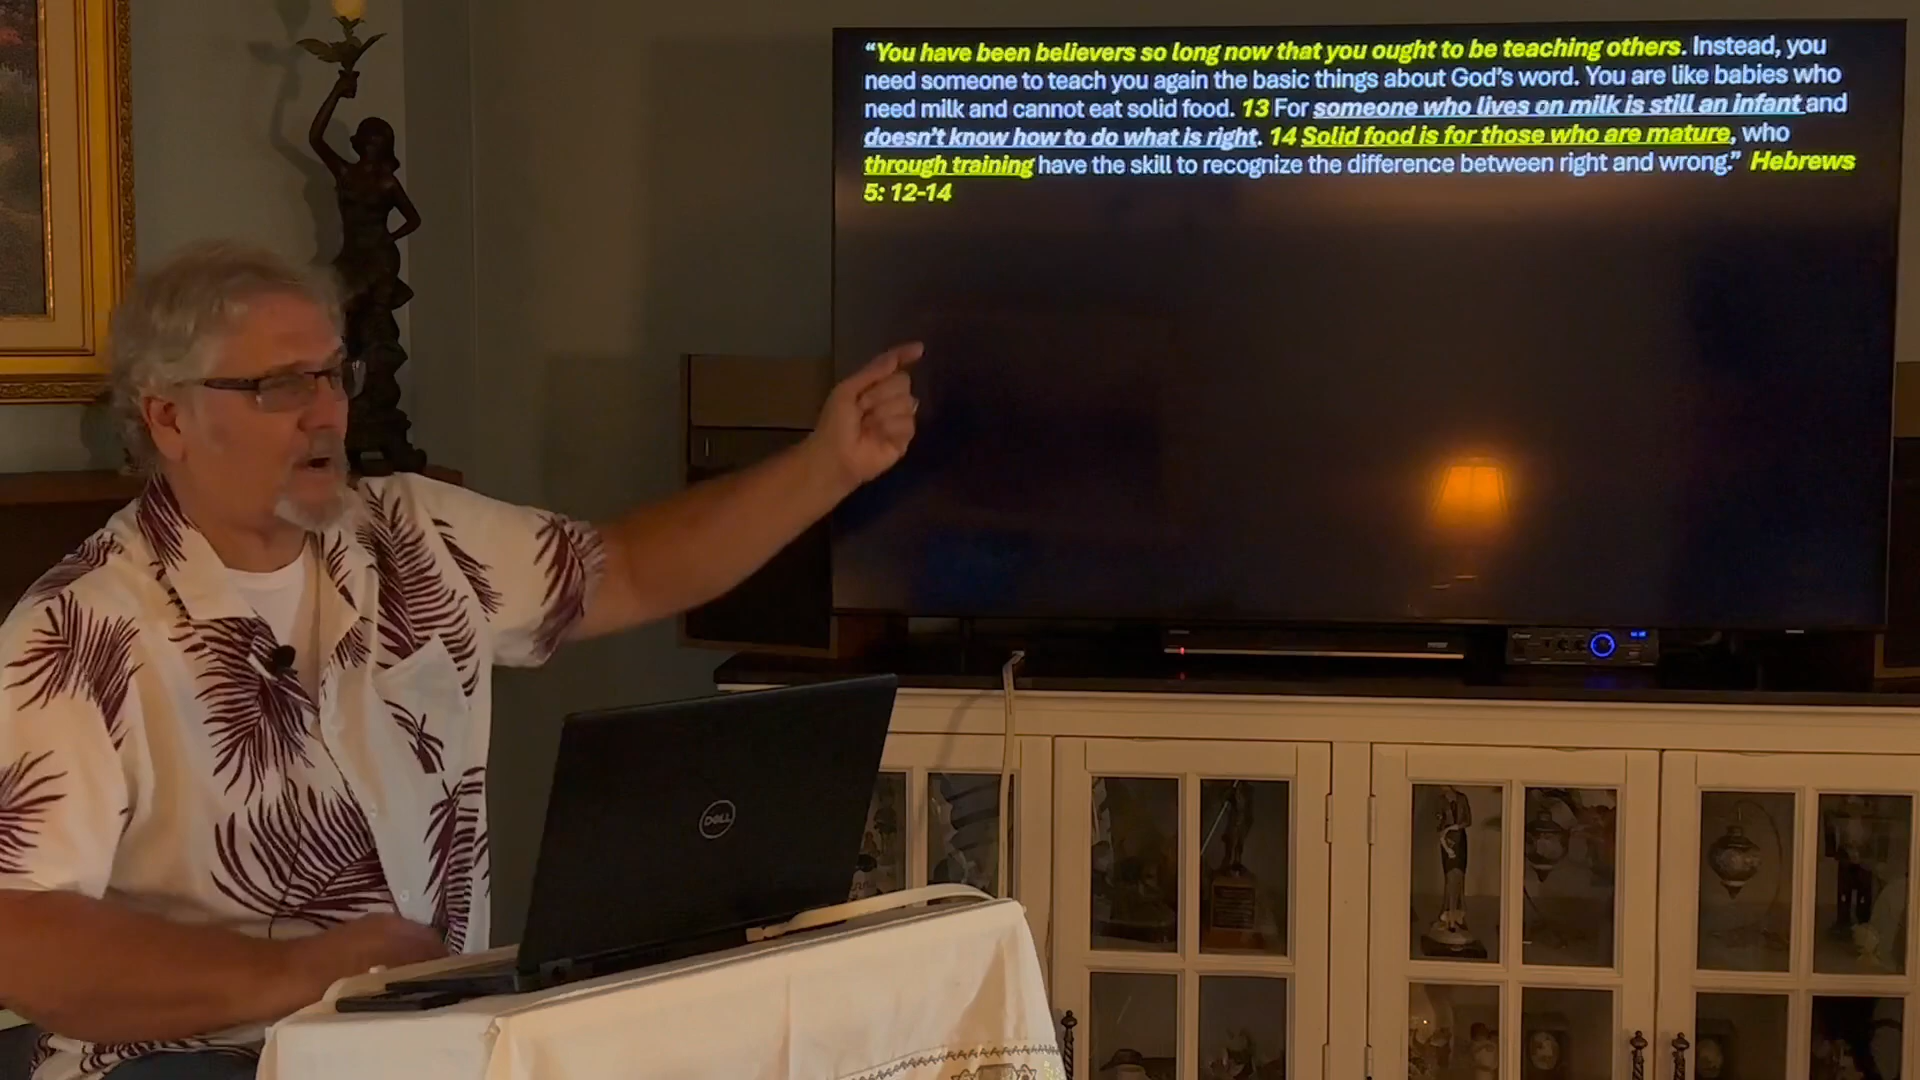 “You have been believers so long now that you ought to be teaching others. Instead, you
need someone to teach you again the basic things about God’s word. You are like babies who
need milk and cannot eat solid food. 13 For someone who lives on milk is still an infant and
doesn’t know how to do what is right. 14 Solid food is for those who are mature, who
through training have the skill to recognize the difference between right and wrong.” Hebrews
5: 12-14
DELL